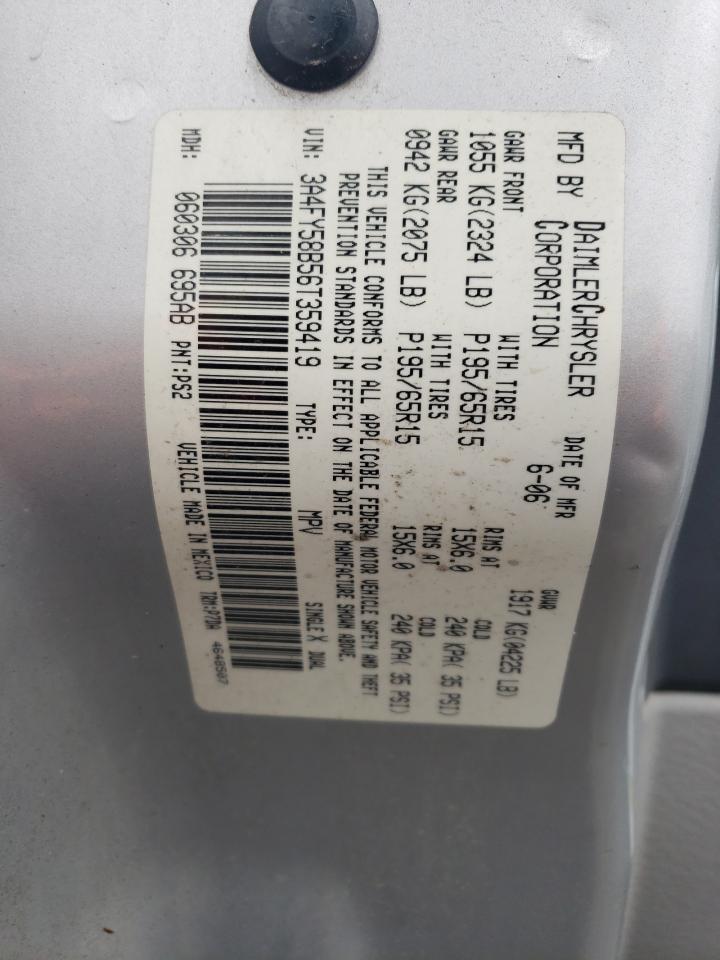 MFD BY DAIMLERCHRYSLER CORPORATION DATE OF MFR 6-06 GVWR 1917 KG(04225 LB)
GAWR FRONT WITH TIRES RIMS AT COLD
1055 KG(2324 LB) P195/65R15 15X6.0 240 KPA( 35 PSI)
GAWR REAR WITH TIRES RIMS AT COLD
0942 KG(2075 LB) P195/65R15 15X6.0 240 KPA( 35 PSI)
THIS VEHICLE CONFORMS TO ALL APPLICABLE FEDERAL MOTOR VEHICLE SAFETY AND THEFT
PREVENTION STANDARDS IN EFFECT ON THE DATE OF MANUFACTURE SHOWN ABOVE.
VIN: 3A4FY58B56T359419 TYPE: MPV SINGLE X DUAL
MDH: 060306 695AB PNT:PS2 VEHICLE MADE IN MEXICO TRM:P7DW 4648507